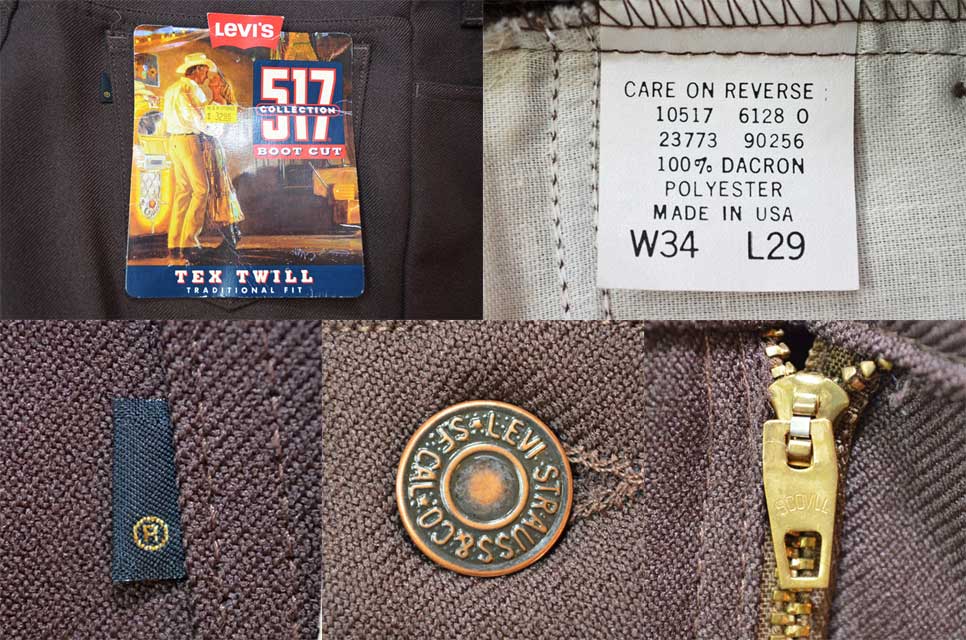 Levi's
517
COLLECTION
517
BOOT CUT
TEX TWILL
TRADITIONAL FIT
CARE ON REVERSE :
10517 6128 0
23773 90256
100% DACRON
POLYESTER
MADE IN USA
W34 L29
®
LEVI STRAUSS & CO. S.F. CAL.
SCOVILL